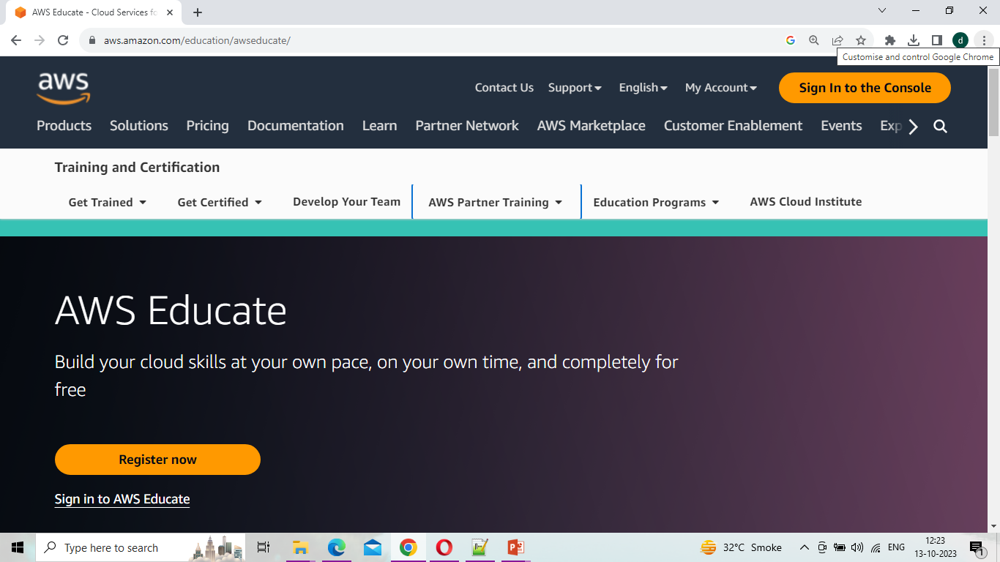 AWS Educate - Cloud Services fo
aws.amazon.com/education/awseducate/
d
Customise and control Google Chrome
aws
Contact Us Support English My Account Sign In to the Console
Products Solutions Pricing Documentation Learn Partner Network AWS Marketplace Customer Enablement Events Exp
Training and Certification
Get Trained Get Certified Develop Your Team AWS Partner Training Education Programs AWS Cloud Institute
AWS Educate
Build your cloud skills at your own pace, on your own time, and completely for
free
Register now
Sign in to AWS Educate
Type here to search
32°C Smoke
ENG
12:23
13-10-2023
1